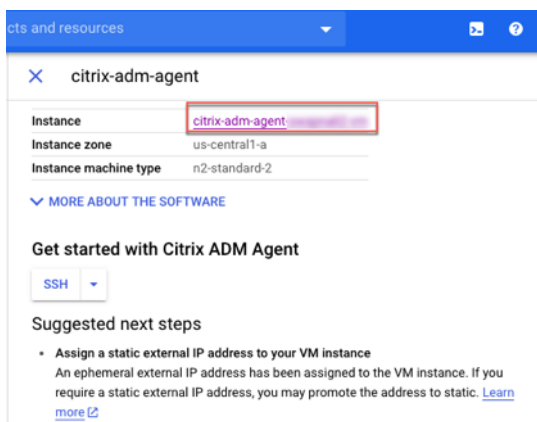 cts and resources
citrix-adm-agent
Instance citrix-adm-agent-
Instance zone us-central1-a
Instance machine type n2-standard-2
MORE ABOUT THE SOFTWARE
Get started with Citrix ADM Agent
SSH
Suggested next steps
• Assign a static external IP address to your VM instance
An ephemeral external IP address has been assigned to the VM instance. If you
require a static external IP address, you may promote the address to static. Learn
more